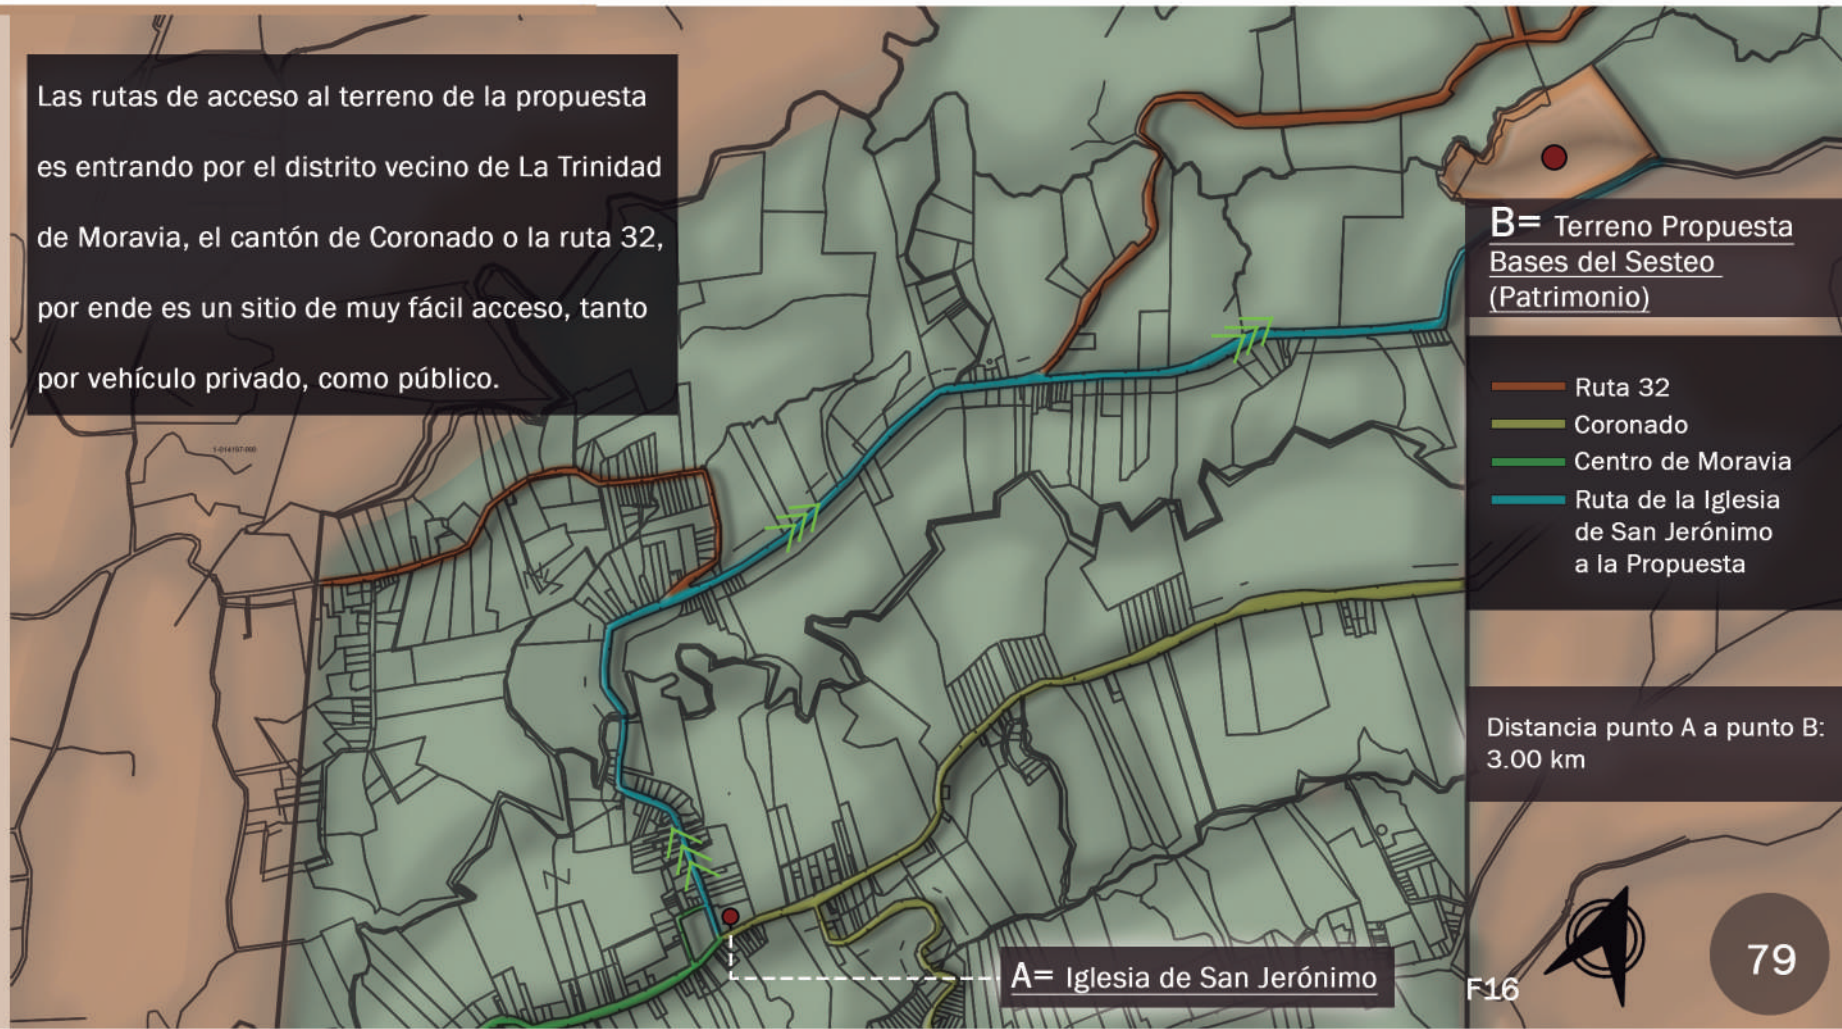 Las rutas de acceso al terreno de la propuesta
es entrando por el distrito vecino de La Trinidad
de Moravia, el cantón de Coronado o la ruta 32,
por ende es un sitio de muy fácil acceso, tanto
por vehículo privado, como público.
B= Terreno Propuesta
Bases del Sesteo
(Patrimonio)
Ruta 32
Coronado
Centro de Moravia
Ruta de la Iglesia
de San Jerónimo
a la Propuesta
Distancia punto A a punto B:
3.00 km
A= Iglesia de San Jerónimo
F16
79